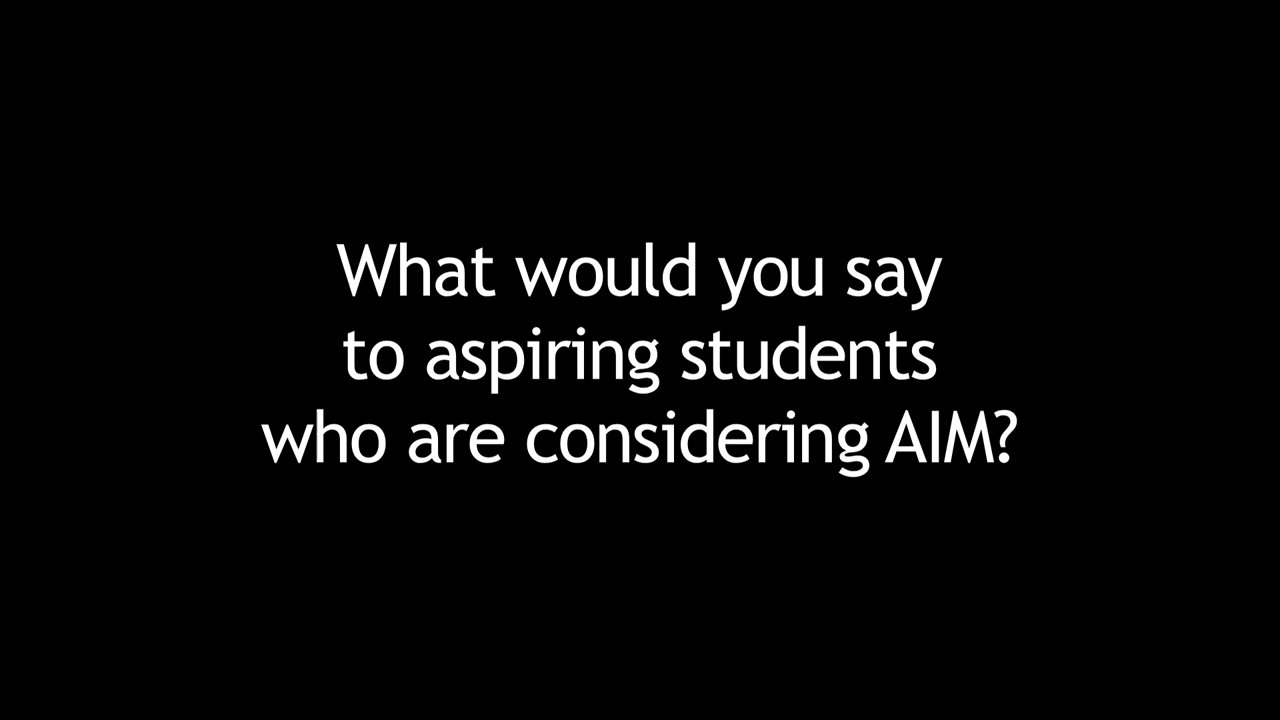 What would you say
to aspiring students
who are considering AIM?